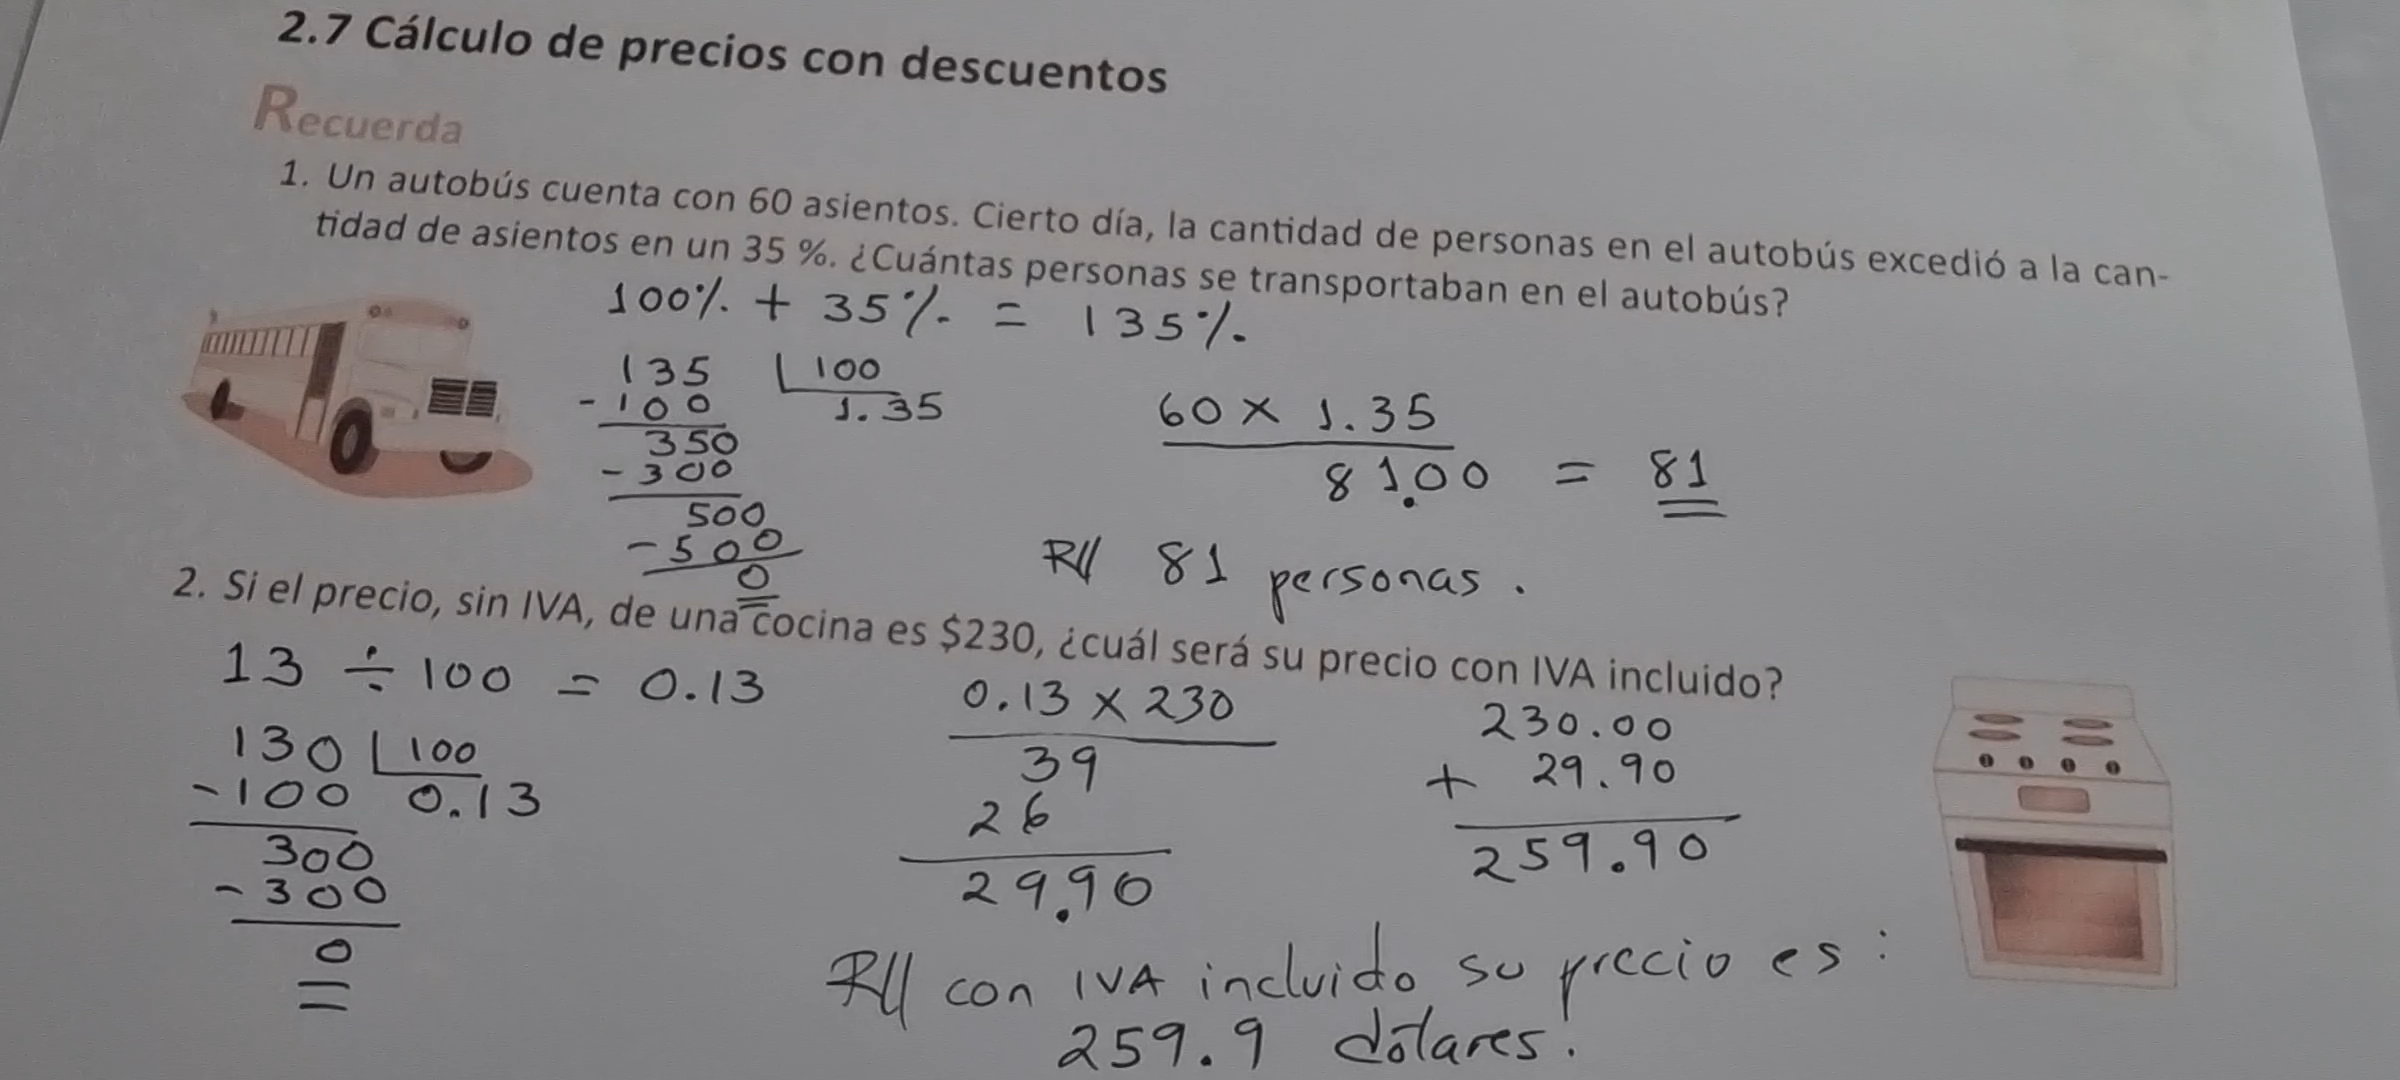 2.7 Cálculo de precios con descuentos
Recuerda
1. Un autobús cuenta con 60 asientos. Cierto día, la cantidad de personas en el autobús excedió a la can-
tidad de asientos en un 35 %. ¿Cuántas personas se transportaban en el autobús?
100% + 35% = 135%
135 100
- 100 1.35
350
- 300
500
- 500
0
60 x 1.35
81.00 = 81
R// 81 personas.
2. Si el precio, sin IVA, de una cocina es $230, ¿cuál será su precio con IVA incluido?
13 ÷ 100 = 0.13
130 100
- 100 0.13
300
- 300
0
0.13 x 230
39
26
29.90
230.00
+ 29.90
259.90
R// con IVA incluido su precio es:
259.9 dólares.